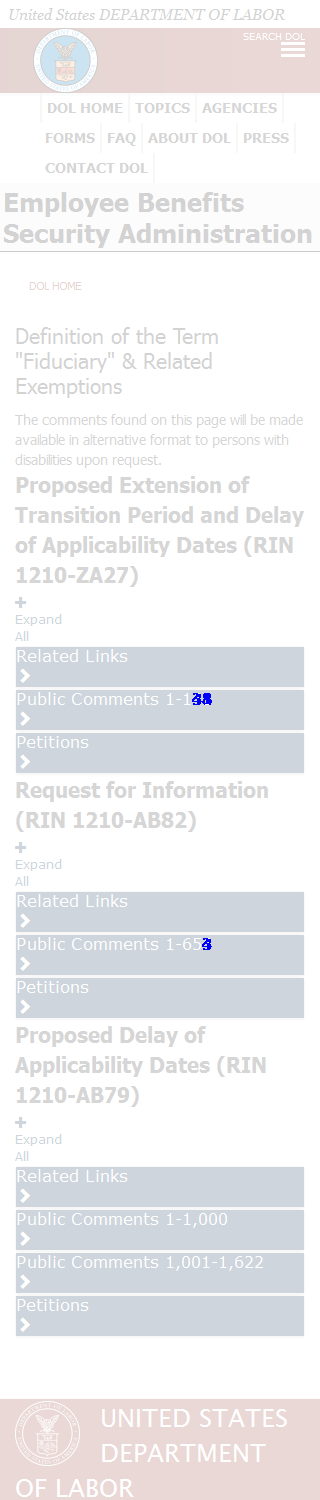 United States DEPARTMENT OF LABOR
SEARCH DOL
DOL HOME TOPICS AGENCIES
FORMS FAQ ABOUT DOL PRESS
CONTACT DOL
Employee Benefits
Security Administration
DOL HOME
Definition of the Term
"Fiduciary" & Related
Exemptions
The comments found on this page will be made
available in alternative format to persons with
disabilities upon request.
Proposed Extension of
Transition Period and Delay
of Applicability Dates (RIN
1210-ZA27)
Expand
All
Related Links
Public Comments
Petitions
Request for Information
(RIN 1210-AB82)
Expand
All
Related Links
Public Comments
Petitions
Proposed Delay of
Applicability Dates (RIN
1210-AB79)
Expand
All
Related Links
Public Comments 1-1,000
Public Comments 1,001-1,622
Petitions
UNITED STATES
DEPARTMENT
OF LABOR